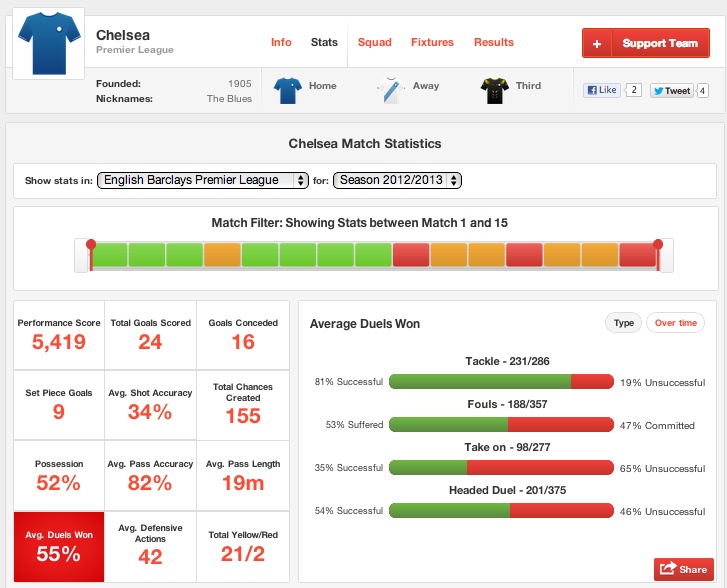 Chelsea
Premier League
Info Stats Squad Fixtures Results
+ Support Team
Founded: 1905
Nicknames: The Blues
Home Away Third
Like 2 Tweet 4
Chelsea Match Statistics
Show stats in: English Barclays Premier League for: Season 2012/2013
Match Filter: Showing Stats between Match 1 and 15
Performance Score Total Goals Scored Goals Conceded
5,419 24 16
Set Piece Goals Avg. Shot Accuracy Total Chances Created
9 34% 155
Possession Avg. Pass Accuracy Avg. Pass Length
52% 82% 19m
Avg. Duels Won Avg. Defensive Actions Total Yellow/Red
55% 42 21/2
Average Duels Won Type Over time
Tackle - 231/286
81% Successful 19% Unsuccessful
Fouls - 188/357
53% Suffered 47% Committed
Take on - 98/277
35% Successful 65% Unsuccessful
Headed Duel - 201/375
54% Successful 46% Unsuccessful
Share